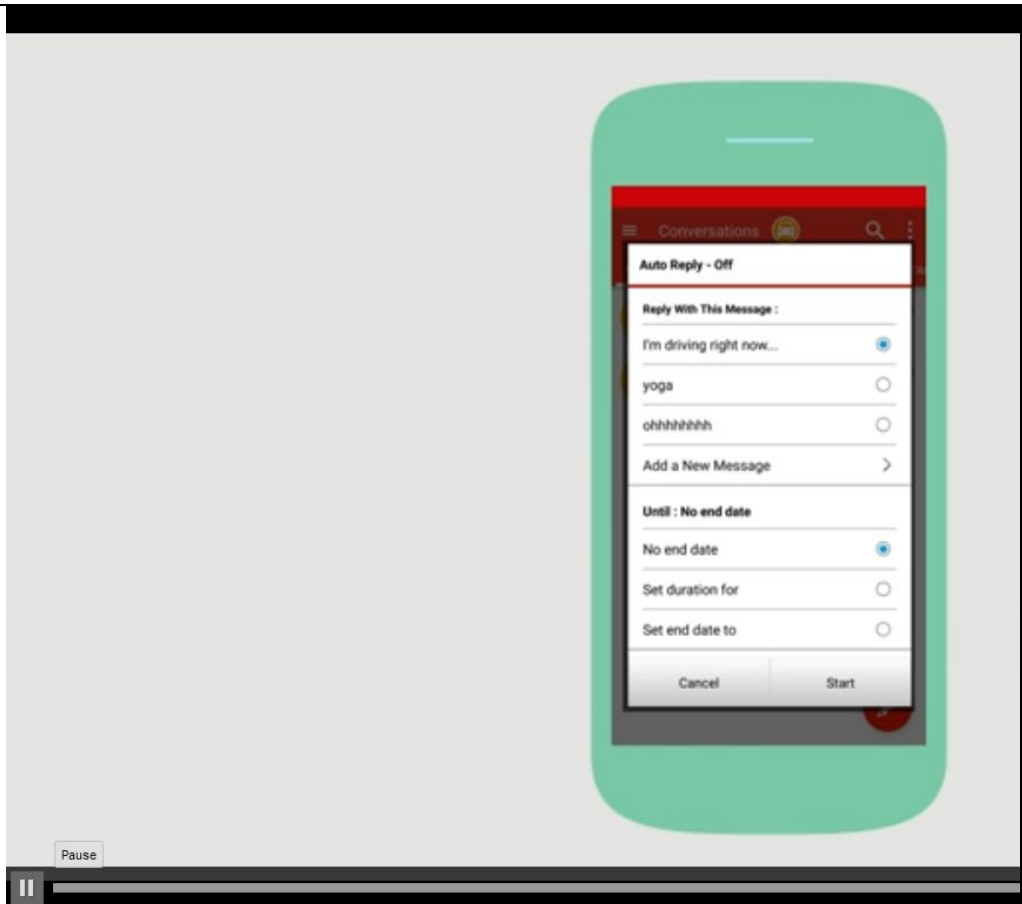 Conversations
Auto Reply - Off
Reply With This Message :
I'm driving right now...
yoga
ohhhhhhhh
Add a New Message
Until : No end date
No end date
Set duration for
Set end date to
Cancel
Start
Pause